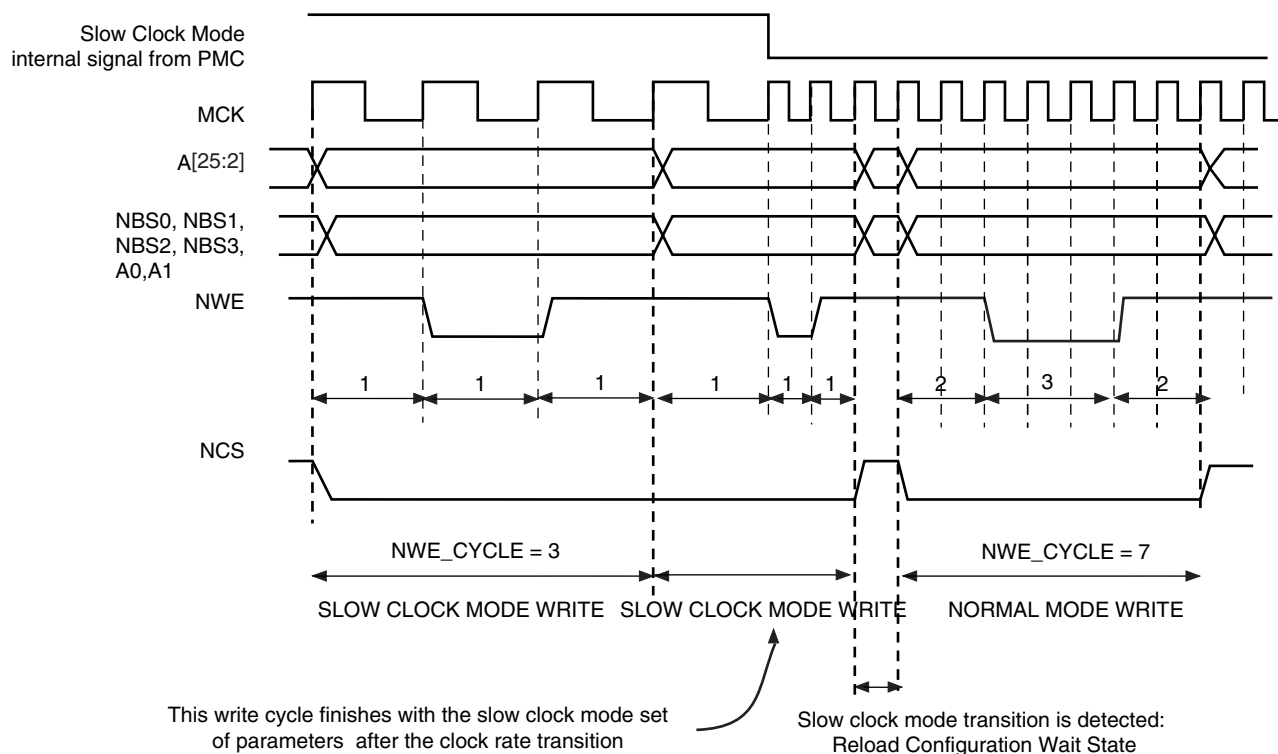 Slow Clock Mode
internal signal from PMC
MCK
A[25:2]
NBS0, NBS1,
NBS2, NBS3,
A0,A1
NWE
1 1 1 1 1 1 2 3 2
NCS
NWE_CYCLE = 3 NWE_CYCLE = 7
SLOW CLOCK MODE WRITE SLOW CLOCK MODE WRITE NORMAL MODE WRITE
This write cycle finishes with the slow clock mode set
of parameters after the clock rate transition
Slow clock mode transition is detected:
Reload Configuration Wait State